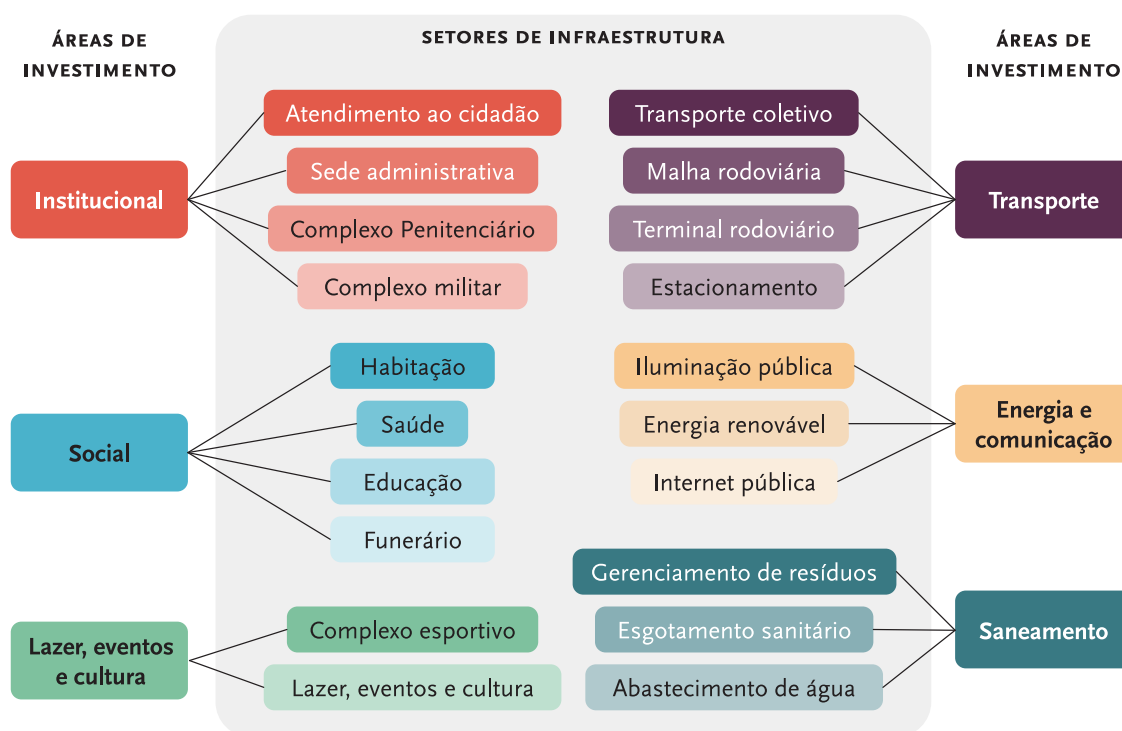 ÁREAS DE
INVESTIMENTO
SETORES DE INFRAESTRUTURA
ÁREAS DE
INVESTIMENTO
Institucional
Atendimento ao cidadão
Sede administrativa
Complexo Penitenciário
Complexo militar
Transporte coletivo
Malha rodoviária
Terminal rodoviário
Estacionamento
Transporte
Social
Habitação
Saúde
Educação
Funerário
Iluminação pública
Energia renovável
Internet pública
Energia e
comunicação
Lazer, eventos
e cultura
Complexo esportivo
Lazer, eventos e cultura
Gerenciamento de resíduos
Esgotamento sanitário
Abastecimento de água
Saneamento